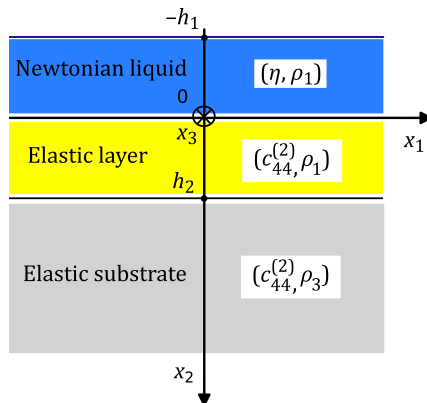 −h₁
Newtonian liquid (η, ρ₁)
0
x₃
x₁
Elastic layer (c₄₄⁽²⁾, ρ₁)
h₂
Elastic substrate (c₄₄⁽²⁾, ρ₃)
x₂